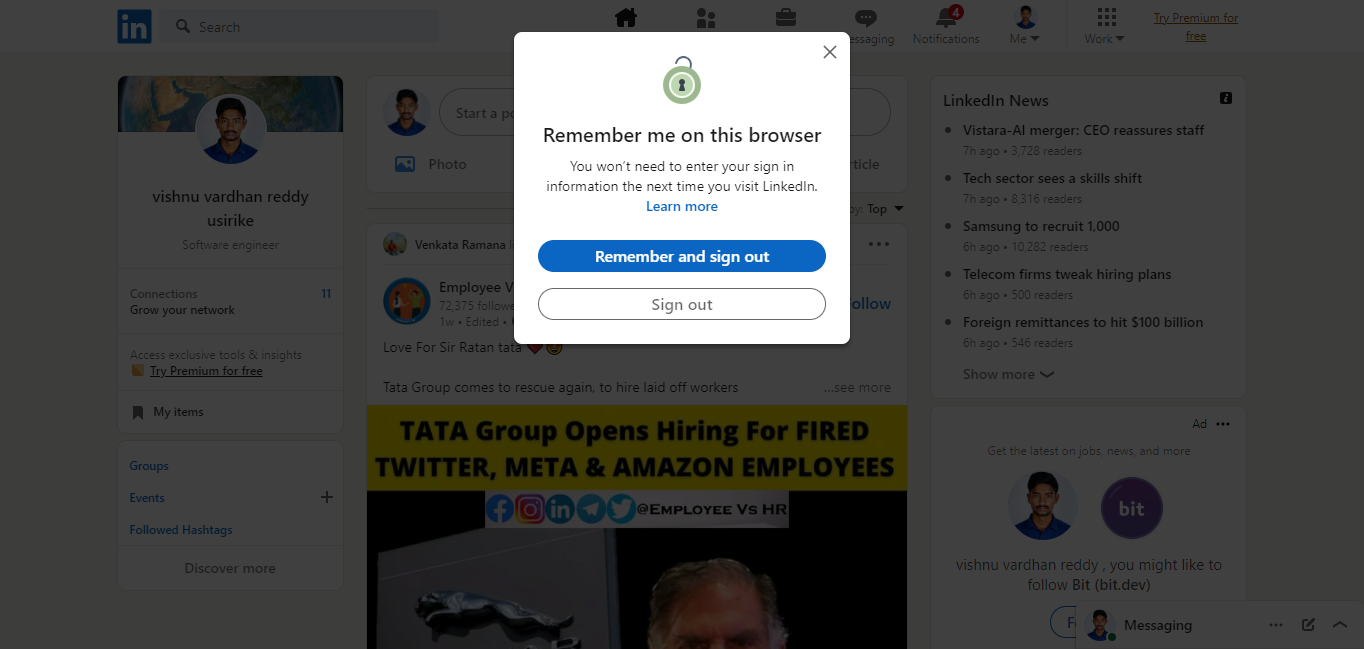 in
Search
4
Notifications
Me
Work
Try Premium for
free
Remember me on this browser
You won't need to enter your sign in
information the next time you visit LinkedIn.
Learn more
Remember and sign out
Sign out
vishnu vardhan reddy
usirike
Software engineer
Connections 11
Grow your network
Access exclusive tools & insights
Try Premium for free
My items
Groups
Events
Followed Hashtags
Discover more
Start a
Photo
Top
Venkata Ramana
Employee
72,375
1w • Edited •
Love For Sir Ratan tata
Tata Group comes to rescue again, to hire laid off workers
...see more
TATA Group Opens Hiring For FIRED
TWITTER, META & AMAZON EMPLOYEES
@EMPLOYEE VS HR
LinkedIn News
Vistara-AI merger: CEO reassures staff
7h ago • 3,728 readers
Tech sector sees a skills shift
7h ago • 8,316 readers
Samsung to recruit 1,000
6h ago • 10,282 readers
Telecom firms tweak hiring plans
6h ago • 500 readers
Foreign remittances to hit $100 billion
6h ago • 546 readers
Show more
Ad
Get the latest on jobs, news, and more
bit
vishnu vardhan reddy , you might like to
follow Bit (bit.dev)
Messaging